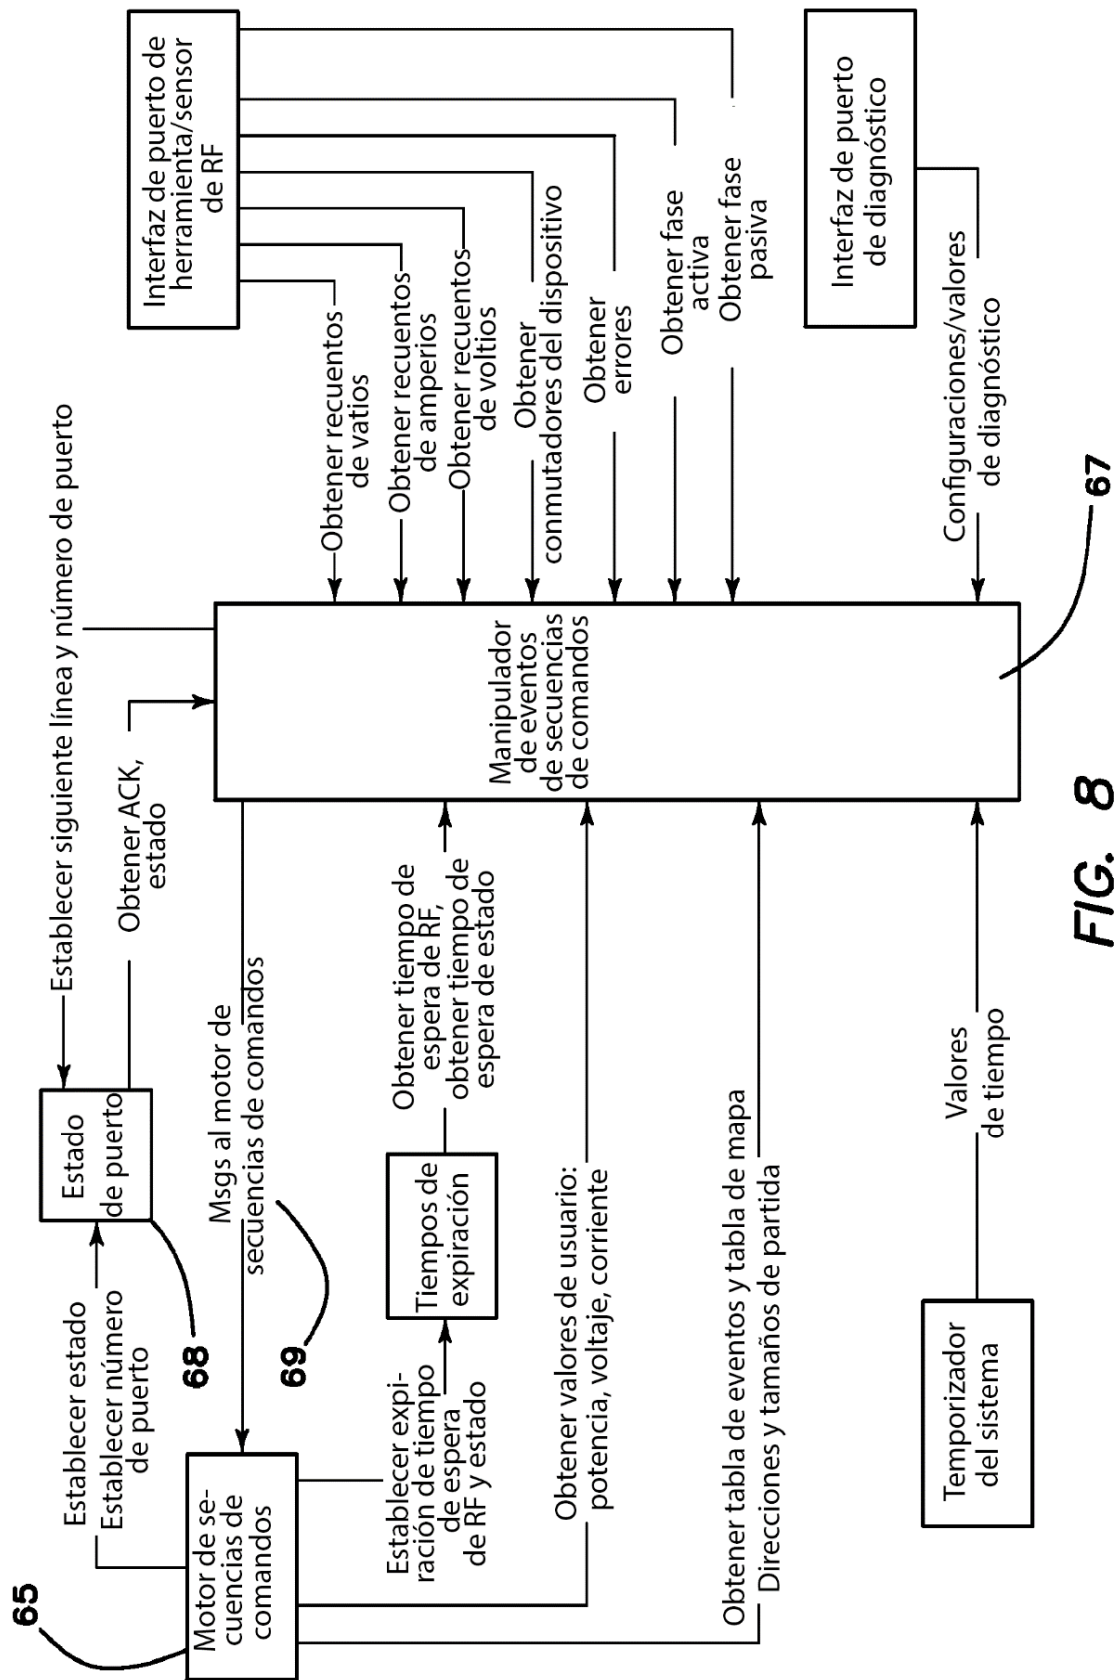 65
Motor de se-
cuencias de
comandos
Establecer estado
Establecer número
de puerto
68
Estado
de puerto
Establecer siguiente línea y número de puerto
Obtener ACK,
estado
Msgs al motor de
secuencias de comandos
69
Establecer expi-
ración de tiempo
de espera
de RF y estado
Tiempos de
expiración
Obtener tiempo de
espera de RF,
obtener tiempo de
espera de estado
Obtener valores de usuario:
potencia, voltaje, corriente
Obtener tabla de eventos y tabla de mapa
Direcciones y tamaños de partida
Temporizador
del sistema
Valores
de tiempo
Manipulador
de eventos
de secuencias
de comandos
67
Interfaz de puerto de
herramienta/sensor
de RF
Obtener recuentos
de vatios
Obtener recuentos
de amperios
Obtener recuentos
de voltios
Obtener
conmutadores del dispositivo
Obtener
errores
Obtener fase
activa
Obtener fase
pasiva
Interfaz de puerto
de diagnóstico
Configuraciones/valores
de diagnóstico
FIG. 8